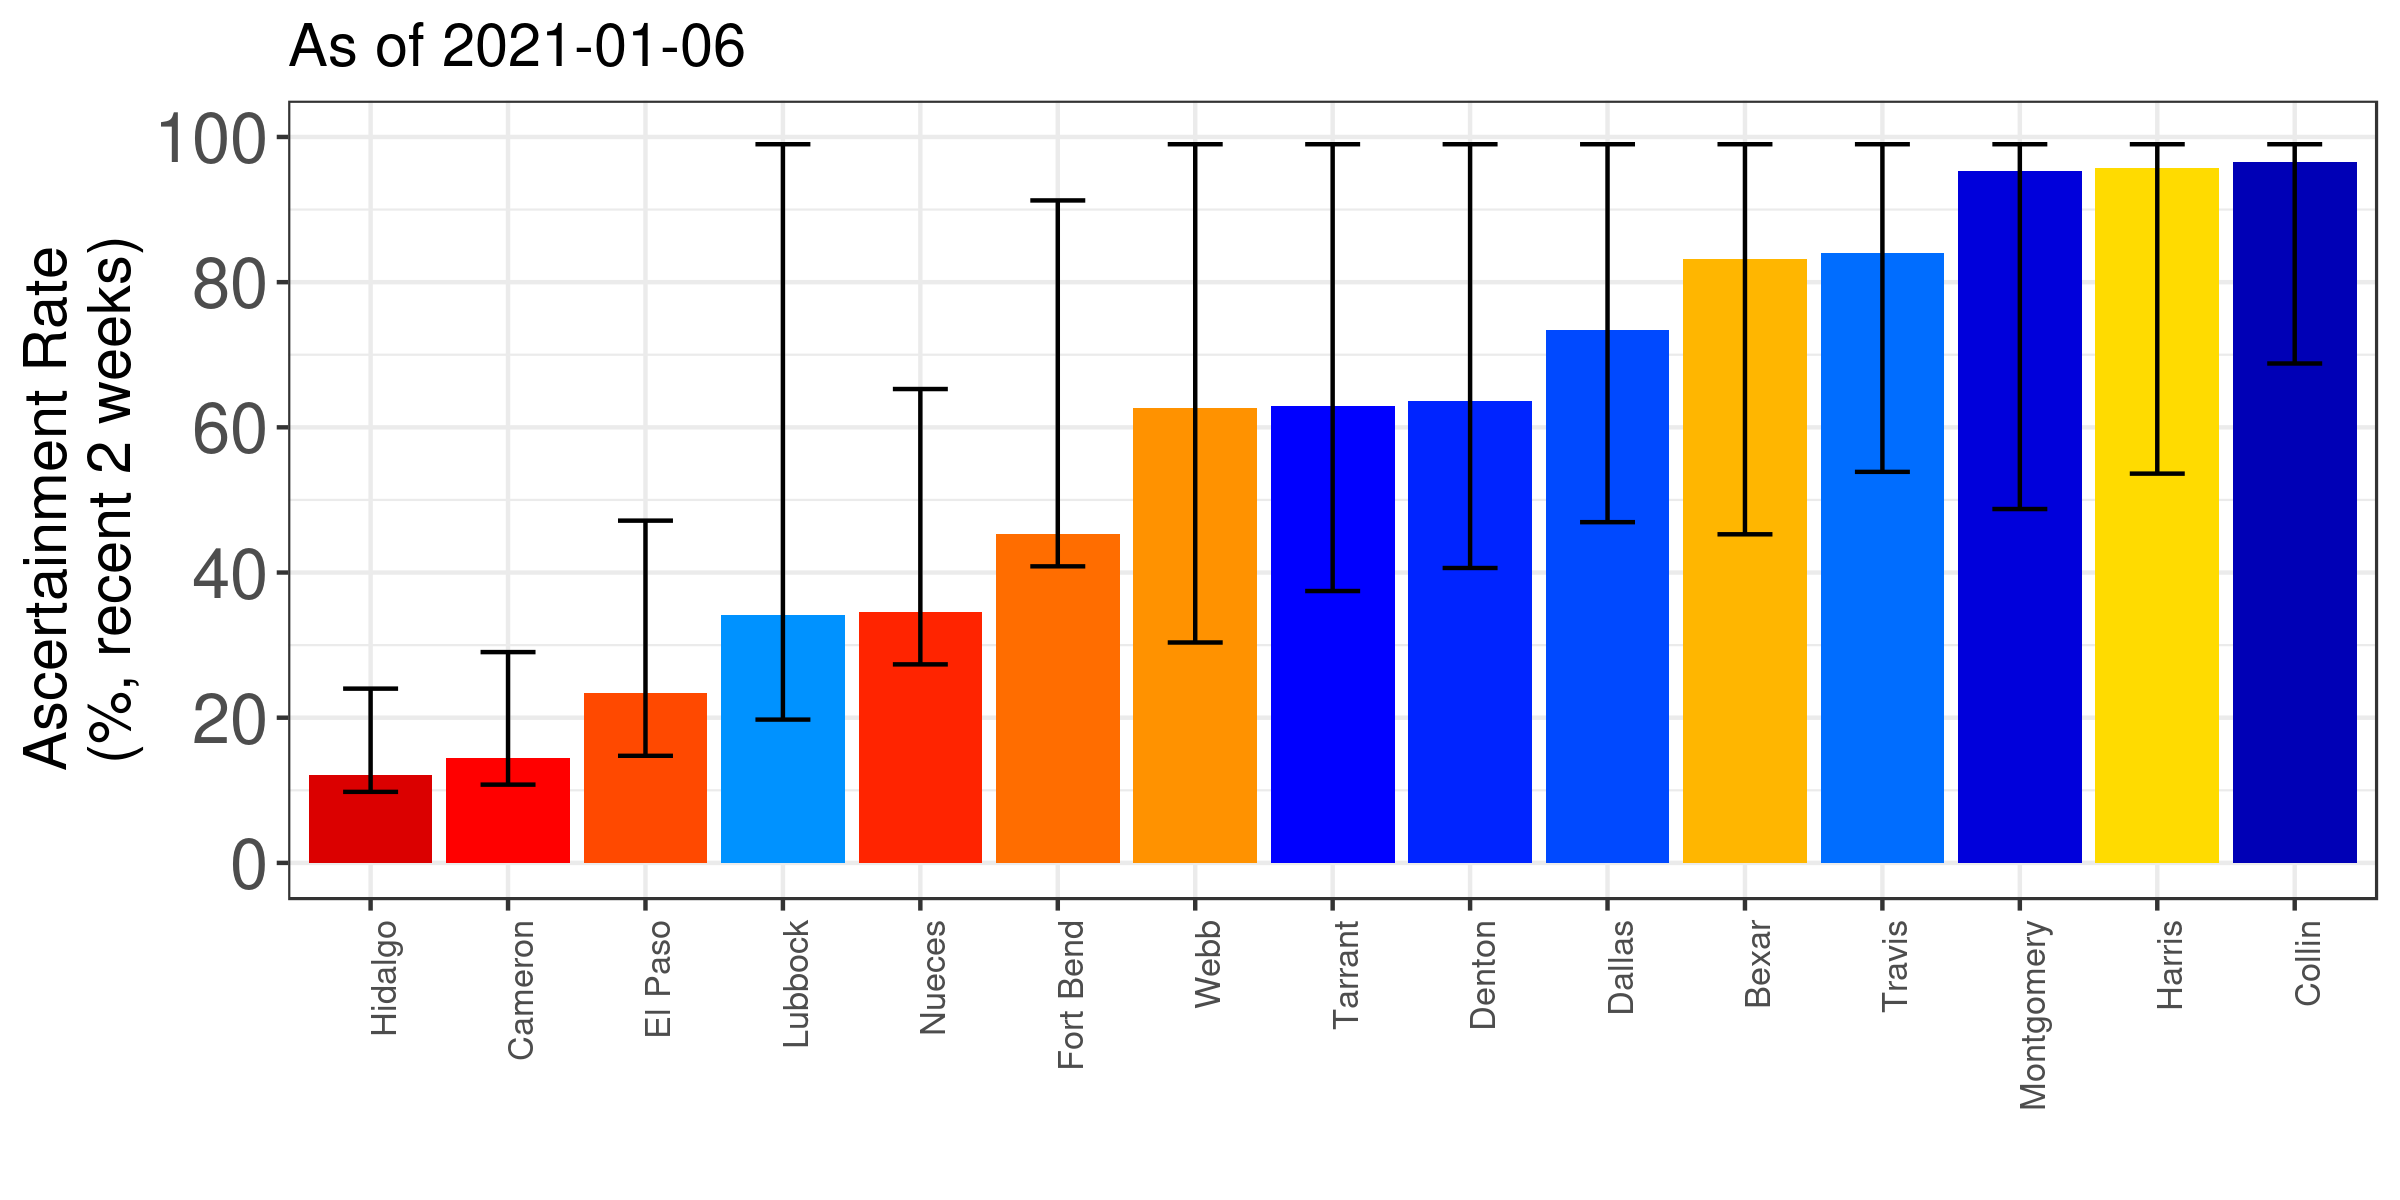 As of 2021-01-06
Ascertainment Rate
(%, recent 2 weeks)
100
80
60
40
20
0
Hidalgo
Cameron
El Paso
Lubbock
Nueces
Fort Bend
Webb
Tarrant
Denton
Dallas
Bexar
Travis
Montgomery
Harris
Collin